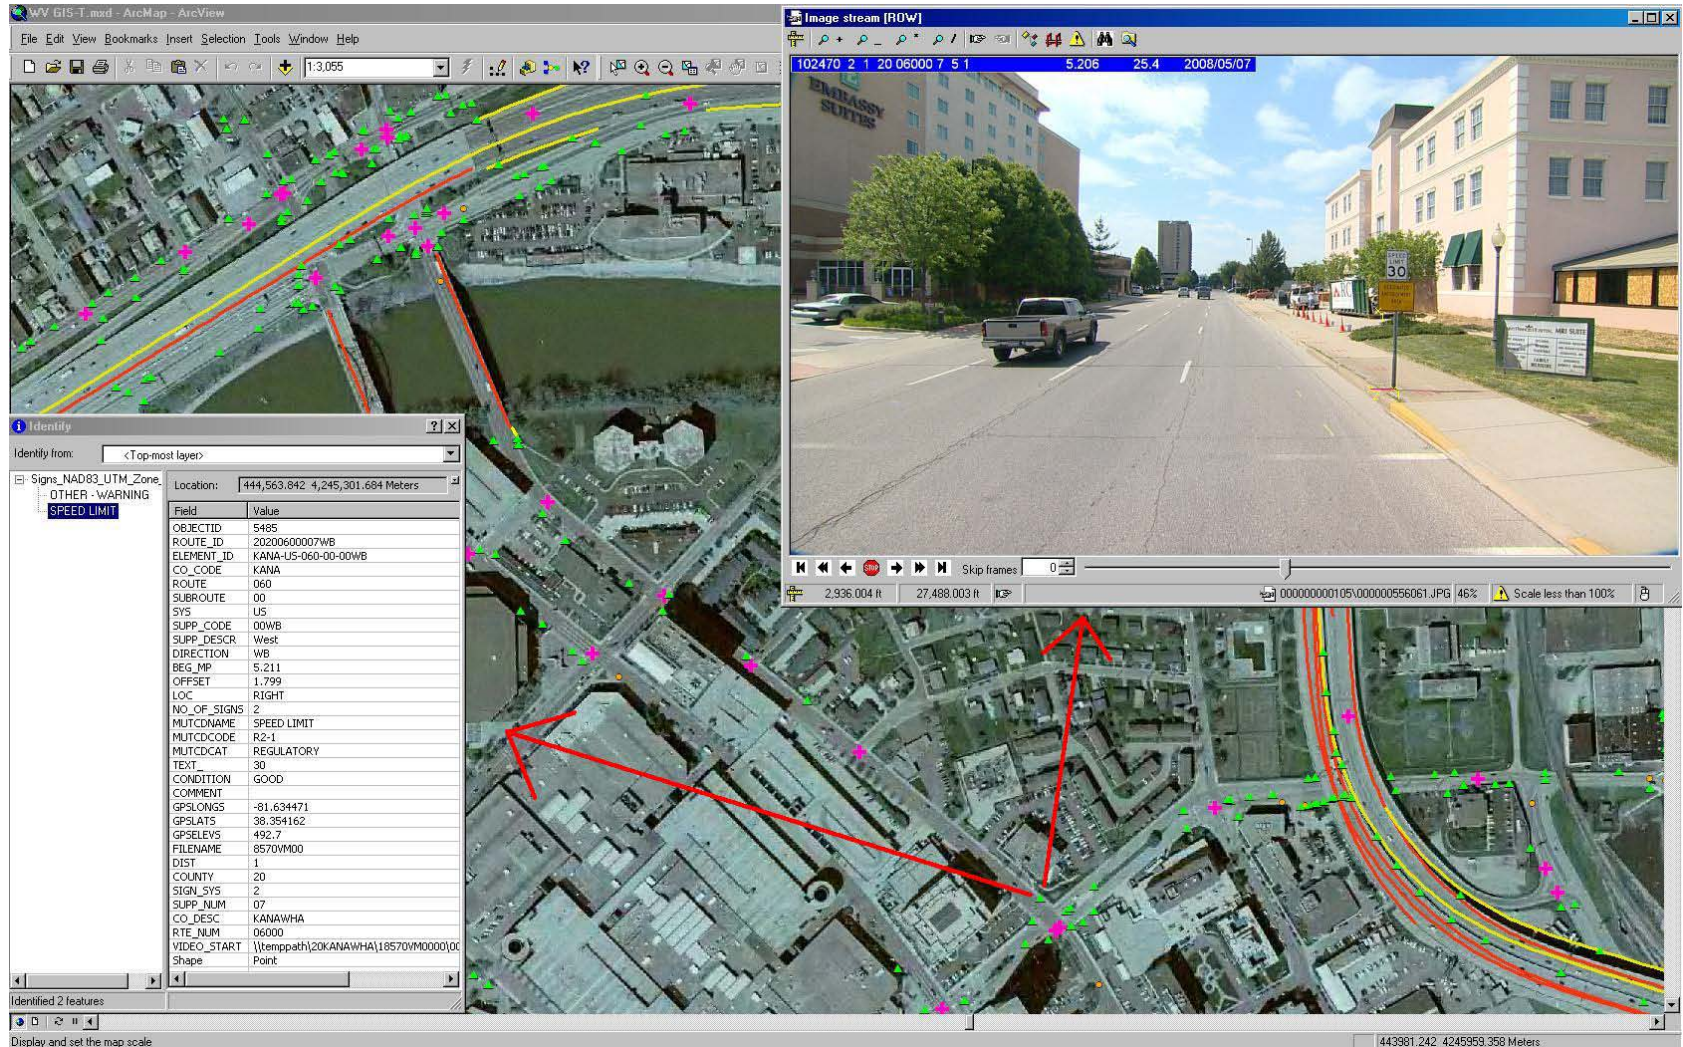 WV GIS-T.mxd - ArcMap - ArcView
File Edit View Bookmarks Insert Selection Tools Window Help
1:3,055
Image stream [ROW]
102470 2 1 20 06000 7 5 1 5.206 25.4 2008/05/07
EMBASSY
SUITES
SPEED
LIMIT
30
MRI SUITE
Skip frames 0
2,936.004 ft 27,488.003 ft 000000000105\000000556061.JPG 46% Scale less than 100%
Identify
Identify from: <Top-most layer>
Signs_NAD83_UTM_Zone_
OTHER - WARNING
SPEED LIMIT
Location: 444,563.842 4,245,301.684 Meters
Field Value
OBJECTID 5485
ROUTE_ID 20200600007WB
ELEMENT_ID KANA-US-060-00-00WB
CO_CODE KANA
ROUTE 060
SUBROUTE 00
SYS US
SUPP_CODE 00WB
SUPP_DESCR West
DIRECTION WB
BEG_MP 5.211
OFFSET 1.799
LOC RIGHT
NO_OF_SIGNS 2
MUTCDNAME SPEED LIMIT
MUTCDCODE R2-1
MUTCDCAT REGULATORY
TEXT_ 30
CONDITION GOOD
COMMENT
GPSLONGS -81.634471
GPSLATS 38.354162
GPSELEVS 492.7
FILENAME 8570VM00
DIST 1
COUNTY 20
SIGN_SYS 2
SUPP_NUM 07
CO_DESC KANAWHA
RTE_NUM 06000
VIDEO_START \\temppath\20KANAWHA\18570VM0000\00
Shape Point
Identified 2 features
Display and set the map scale
443981.242 4245959.358 Meters